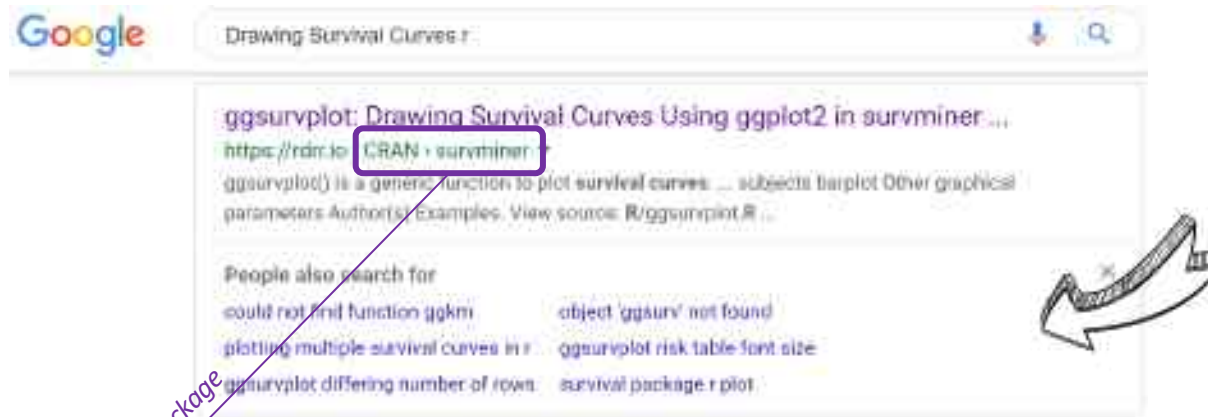 Google
Drawing Survival Curves r
ggsurvplot: Drawing Survival Curves Using ggplot2 in survminer ...
https://rdrr.io › CRAN › survminer
ggsurvplot() is a generic function to plot survival curves. ... subjects barplot Other graphical
parameters Author(s) Examples. View source: R/ggsurvplot.R ...
People also search for
could not find function ggkm
object 'ggsurv' not found
plotting multiple survival curves in r
ggsurvplot risk table font size
ggsurvplot differing number of rows
survival package r plot